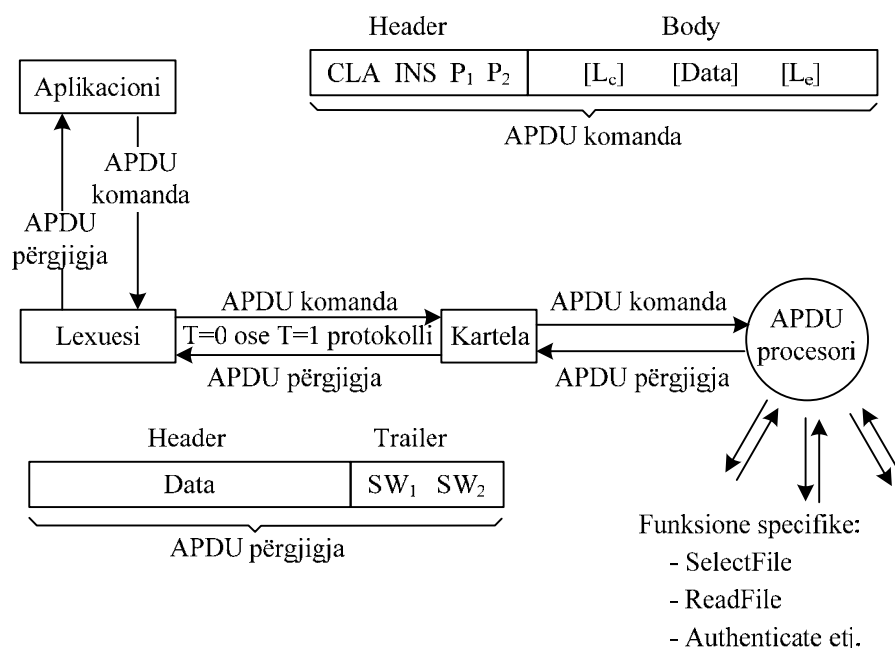 Header Body
CLA INS P₁ P₂ [Lc] [Data] [Le]
APDU komanda
Aplikacioni
APDU
komanda
APDU
përgjigja
Lexuesi
APDU komanda
T=0 ose T=1 protokolli
APDU përgjigja
Kartela
APDU komanda
APDU përgjigja
APDU
procesori
Header Trailer
Data SW₁ SW₂
APDU përgjigja
Funksione specifike:
- SelectFile
- ReadFile
- Authenticate etj.